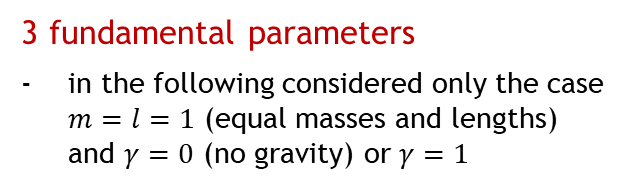 3 fundamental parameters
- in the following considered only the case
m = l = 1 (equal masses and lengths)
and γ = 0 (no gravity) or γ = 1